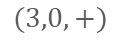 (3,0, +)